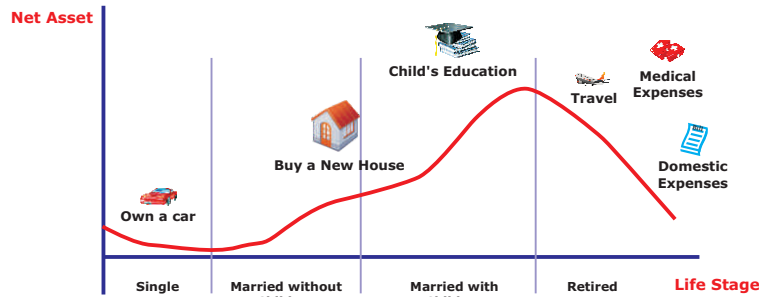 Net Asset
Child's Education
Travel
Medical
Expenses
Buy a New House
Domestic
Expenses
Own a car
Single
Married without
Married with
Retired
Life Stage